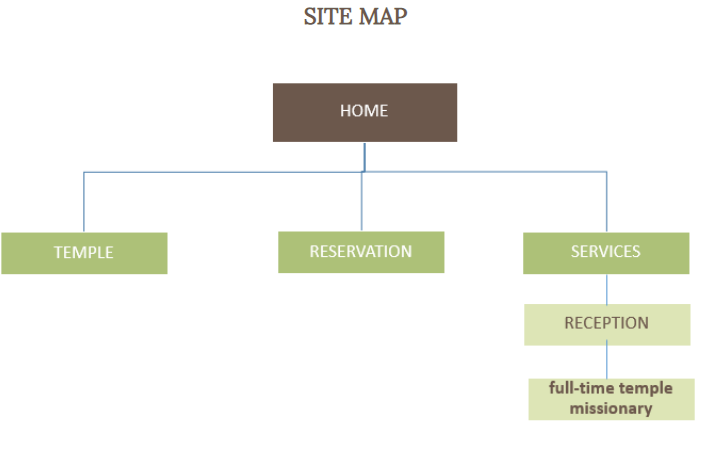 SITE MAP
HOME
TEMPLE
RESERVATION
SERVICES
RECEPTION
full-time temple
missionary